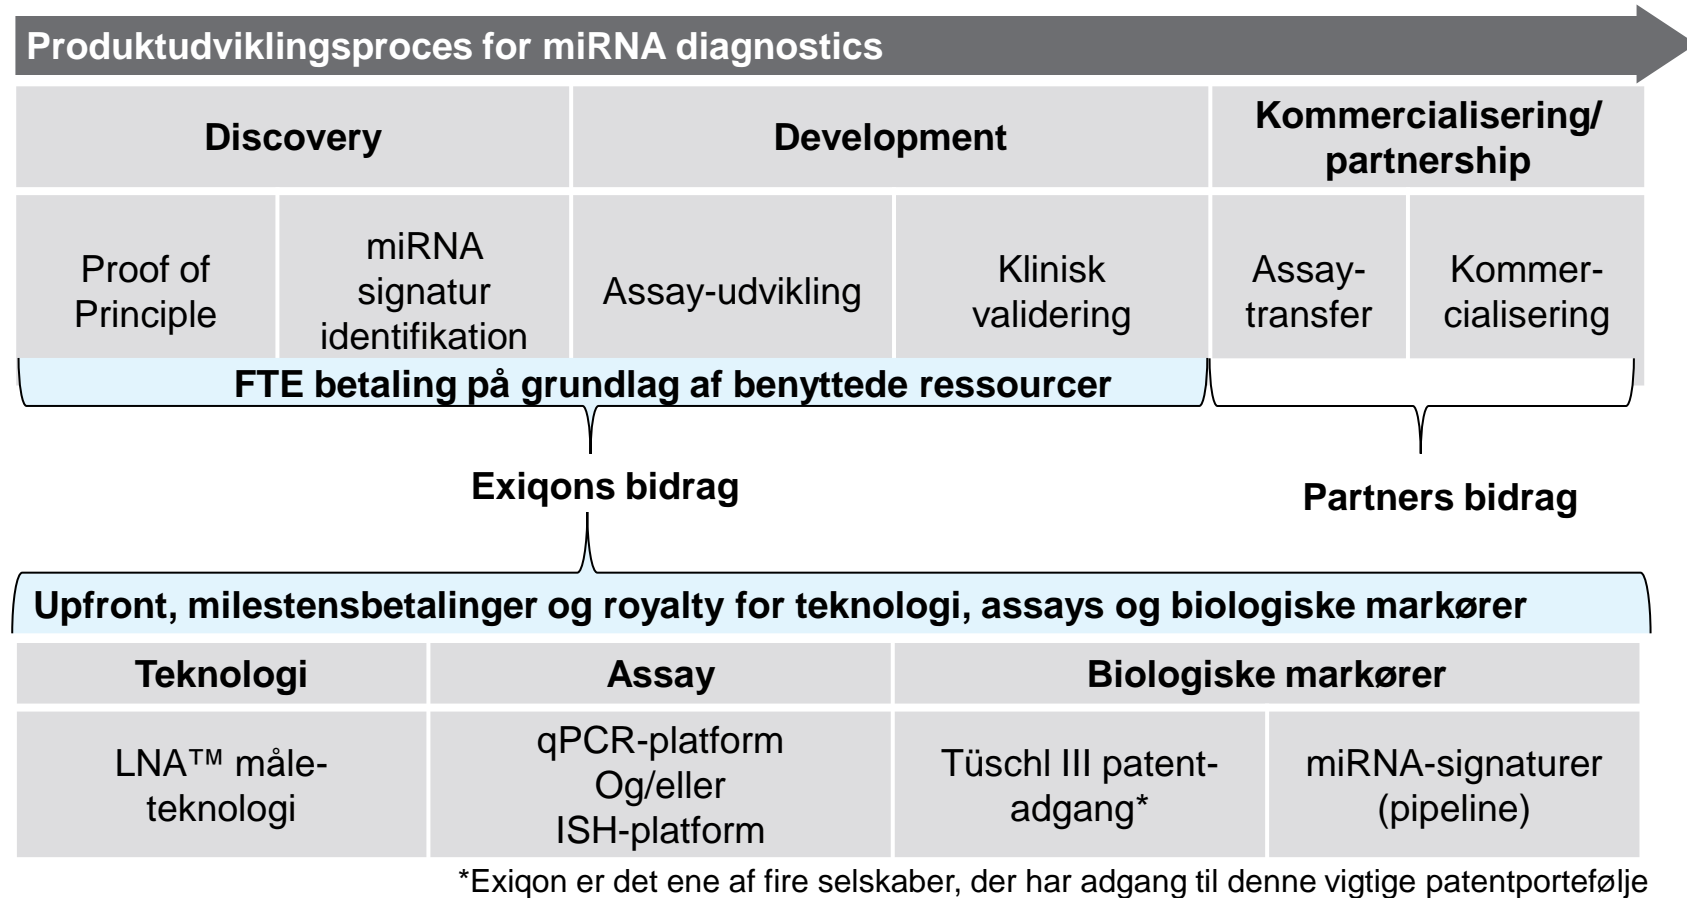 Produktudviklingsproces for miRNA diagnostics
Discovery
Development
Kommercialisering/
partnership
Proof of
Principle
miRNA
signatur
identifikation
Assay-udvikling
Klinisk
validering
Assay-
transfer
Kommer-
cialisering
FTE betaling på grundlag af benyttede ressourcer
Exiqons bidrag
Partners bidrag
Upfront, milestensbetalinger og royalty for teknologi, assays og biologiske markører
Teknologi
Assay
Biologiske markører
LNA™ måle-
teknologi
qPCR-platform
Og/eller
ISH-platform
Tüschl III patent-
adgang*
miRNA-signaturer
(pipeline)
*Exiqon er det ene af fire selskaber, der har adgang til denne vigtige patentportefølje